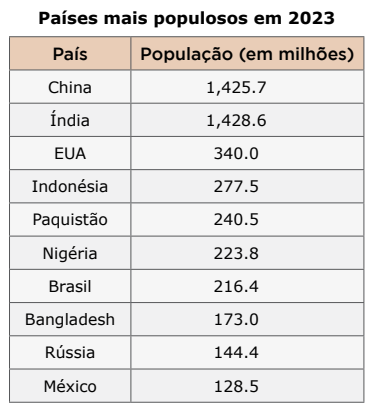 Países mais populosos em 2023
País População (em milhões)
China 1,425.7
Índia 1,428.6
EUA 340.0
Indonésia 277.5
Paquistão 240.5
Nigéria 223.8
Brasil 216.4
Bangladesh 173.0
Rússia 144.4
México 128.5